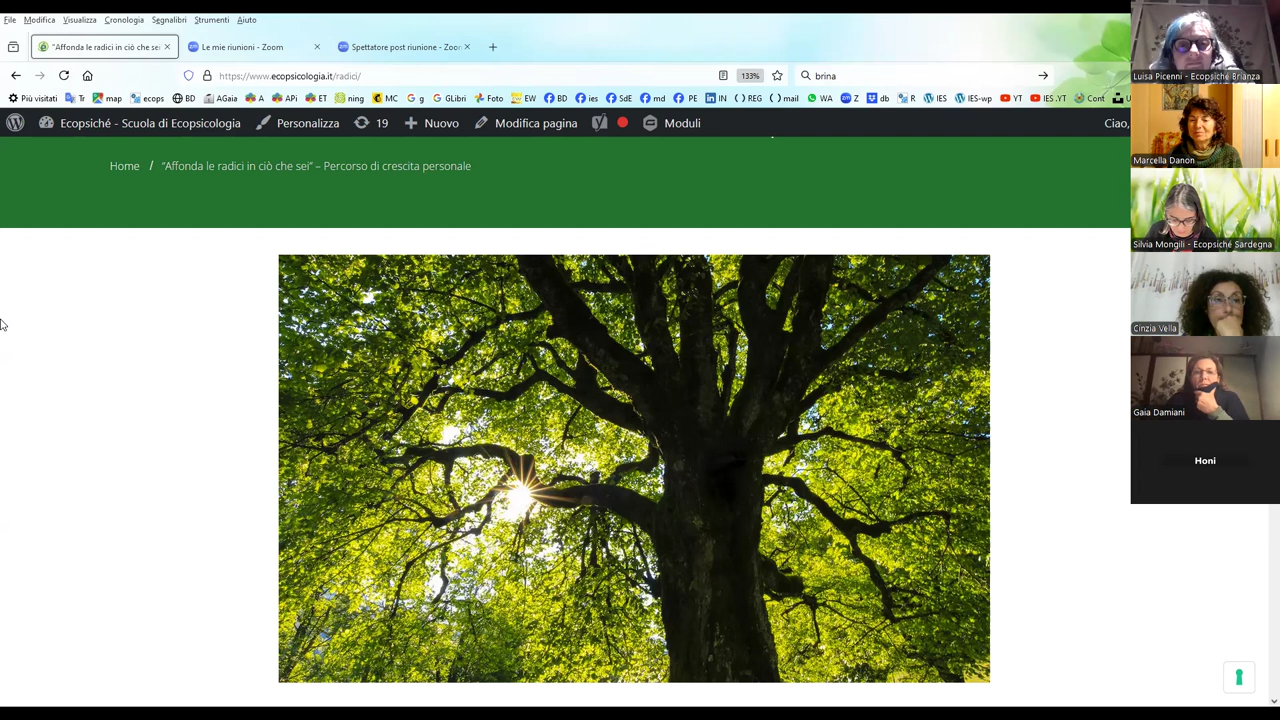 File Modifica Visualizza Cronologia Segnalibri Strumenti Aiuto
"Affonda le radici in ciò che sei
Le mie riunioni - Zoom
Spettatore post riunione - Zoom
https://www.ecopsicologia.it/radici/
133%
brina
Più visitati Tr map ecops BD AGaia A APi ET ning MC G g G GLibri Foto EW BD ies SdE md PE IN REG mail WA Z db R IES IES-wp YT IES .YT Cont U
Ecopsiché - Scuola di Ecopsicologia Personalizza 19 Nuovo Modifica pagina Moduli Ciao,
Home / "Affonda le radici in ciò che sei" – Percorso di crescita personale
Luisa Picenni - Ecopsiché Brianza
Marcella Danon
Silvia Mongili - Ecopsiché Sardegna
Cinzia Vella
Gaia Damiani
Honi